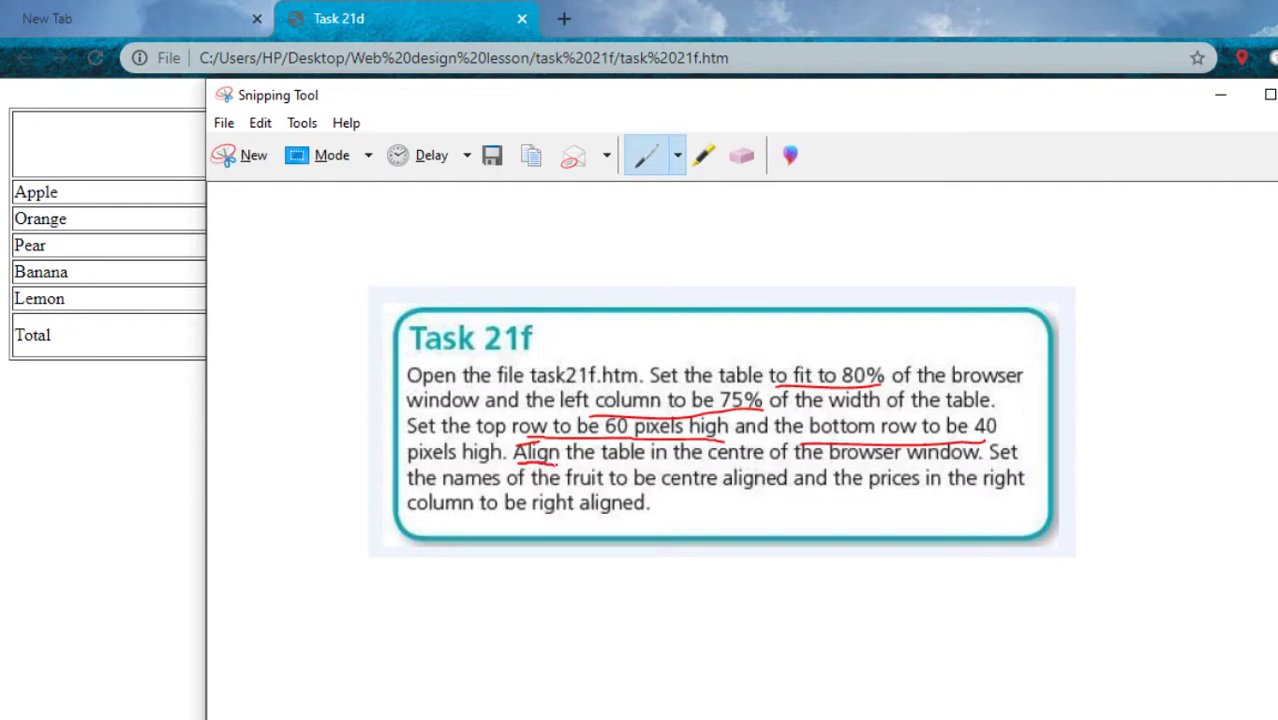 New Tab
Task 21d
File C:/Users/HP/Desktop/Web%20design%20lesson/task%2021f/task%2021f.htm
Snipping Tool
File Edit Tools Help
New Mode Delay
Apple
Orange
Pear
Banana
Lemon
Total
Task 21f
Open the file task21f.htm. Set the table to fit to 80% of the browser
window and the left column to be 75% of the width of the table.
Set the top row to be 60 pixels high and the bottom row to be 40
pixels high. Align the table in the centre of the browser window. Set
the names of the fruit to be centre aligned and the prices in the right
column to be right aligned.